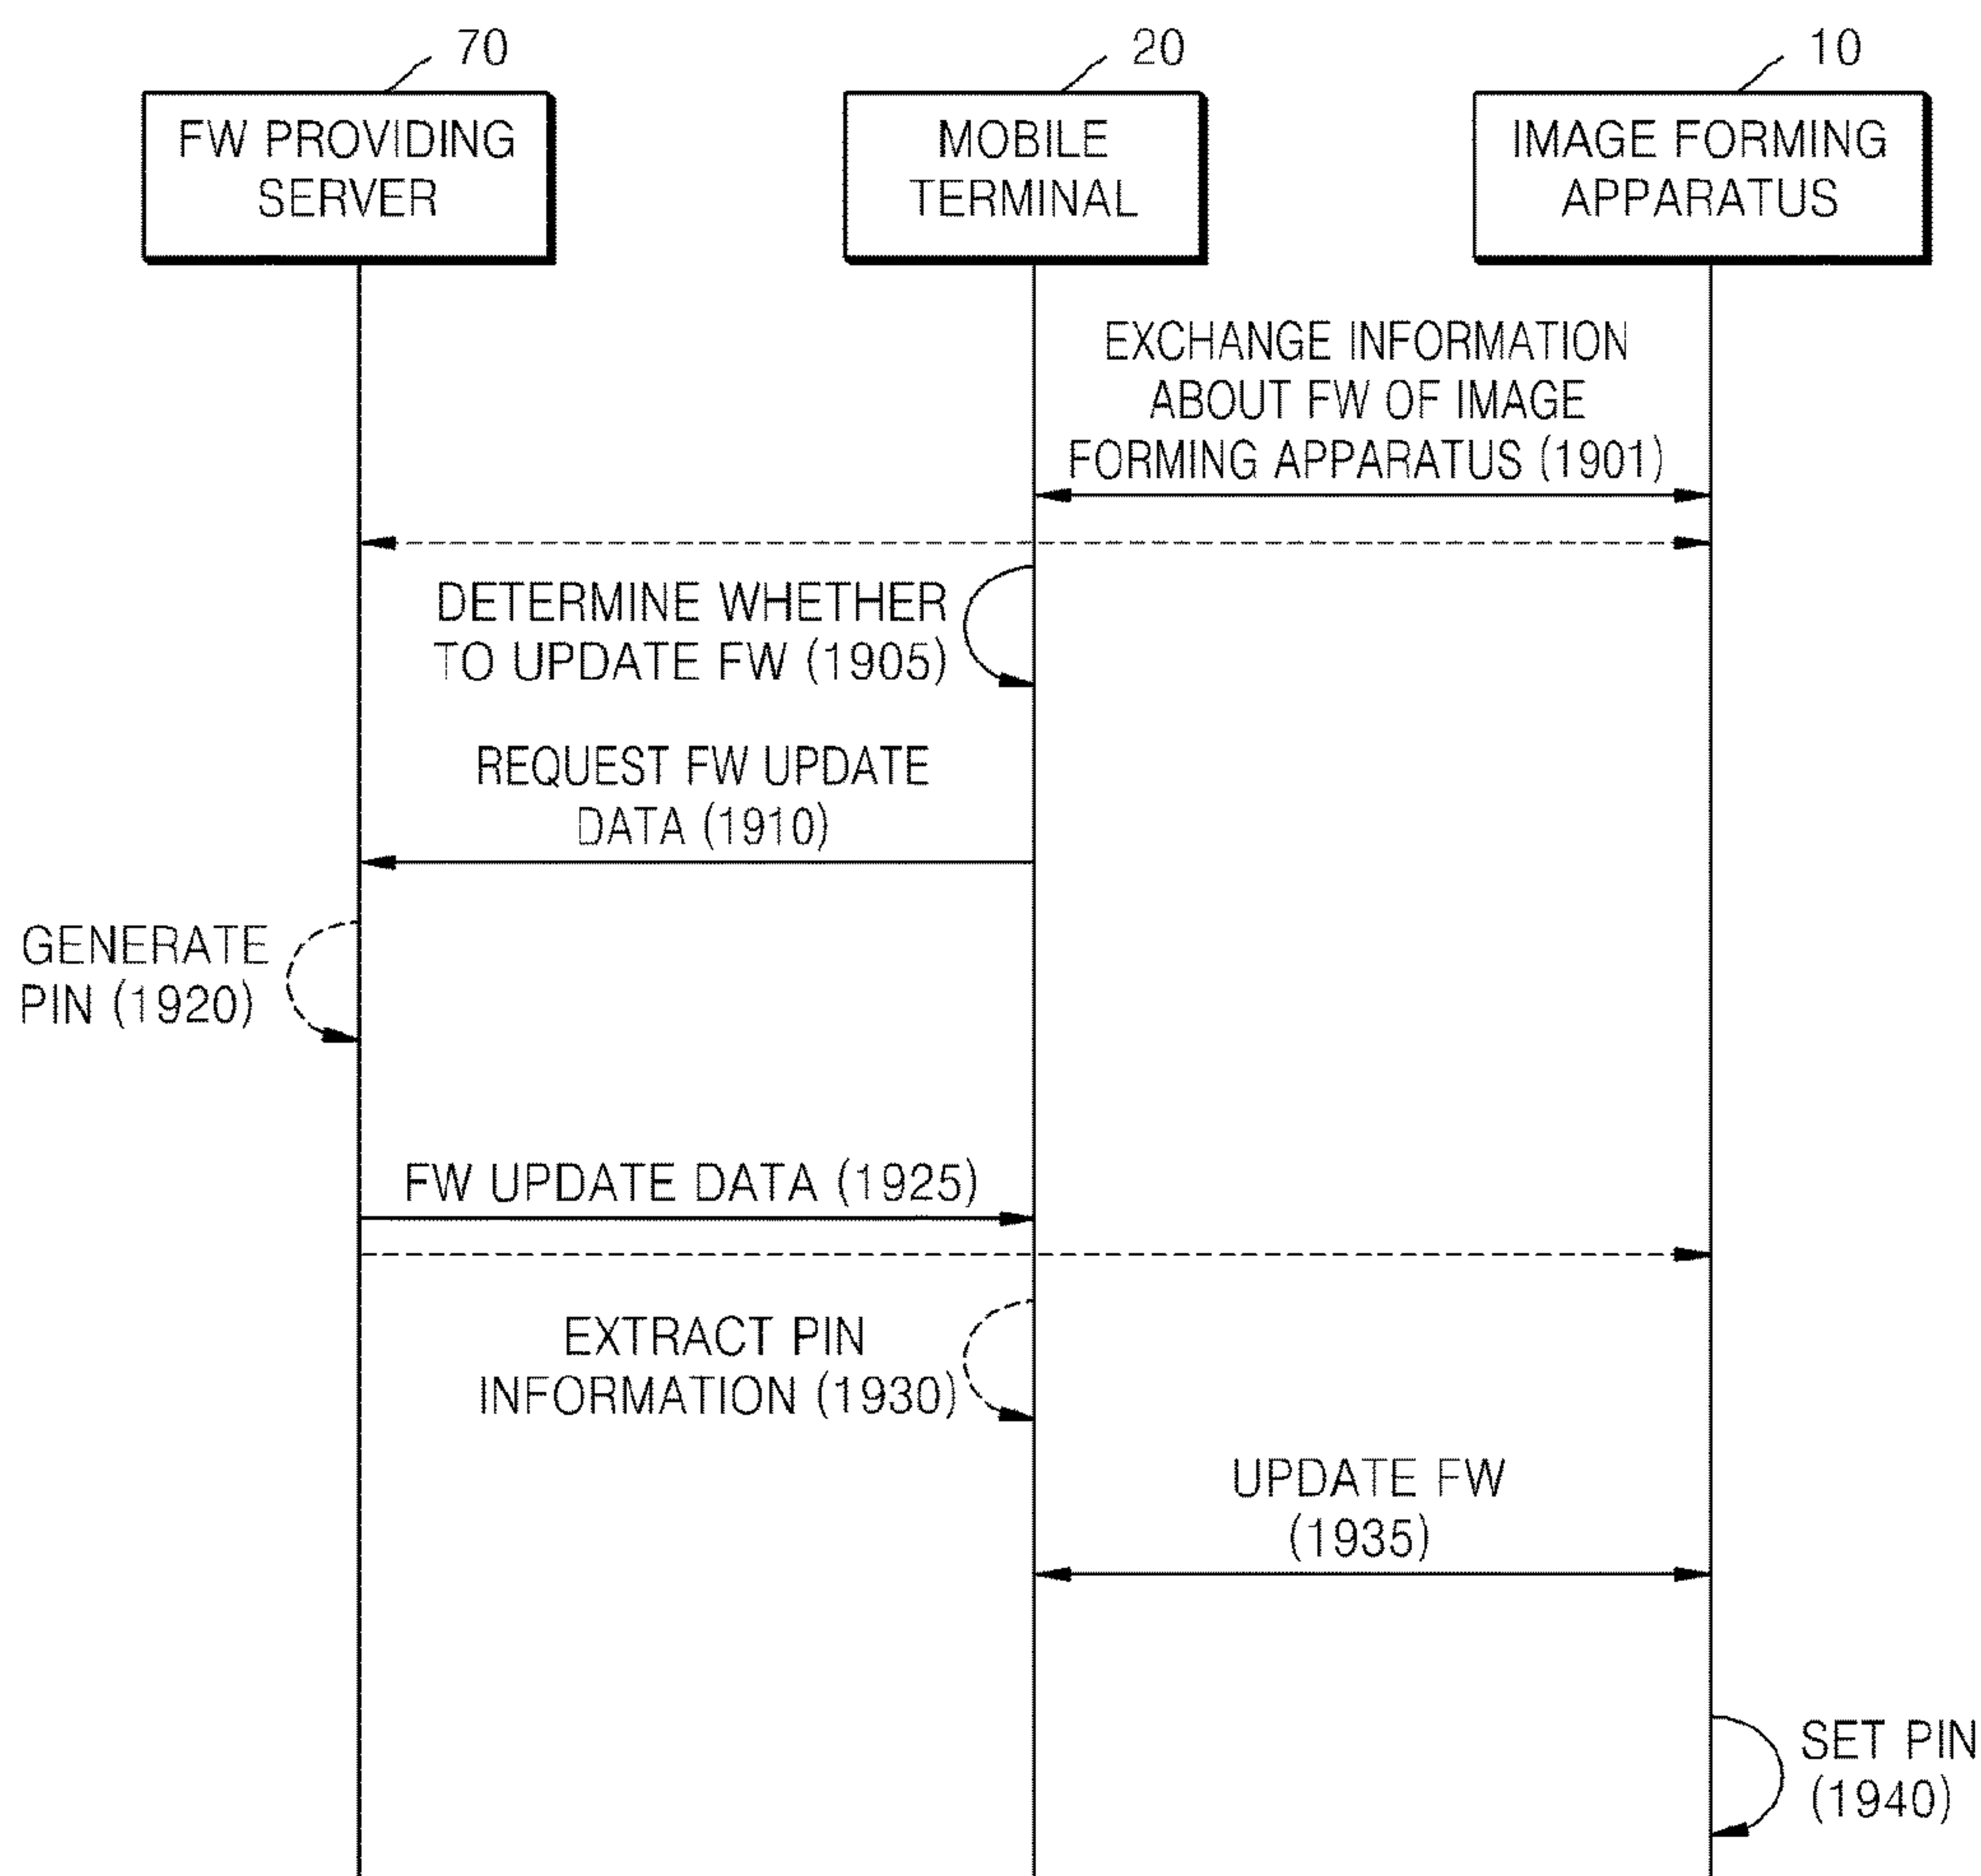 70
20
10
FW PROVIDING
SERVER
MOBILE
TERMINAL
IMAGE FORMING
APPARATUS
EXCHANGE INFORMATION
ABOUT FW OF IMAGE
FORMING APPARATUS (1901)
DETERMINE WHETHER
TO UPDATE FW (1905)
REQUEST FW UPDATE
DATA (1910)
GENERATE
PIN (1920)
FW UPDATE DATA (1925)
EXTRACT PIN
INFORMATION (1930)
UPDATE FW
(1935)
SET PIN
(1940)